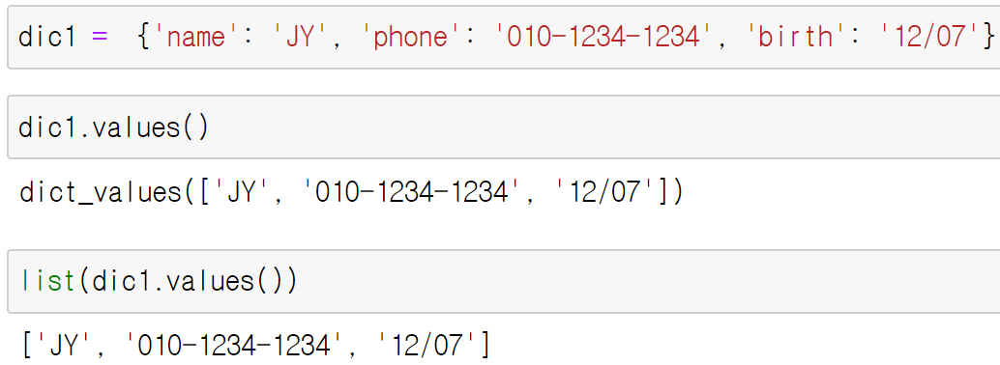 dic1 = {'name': 'JY', 'phone': '010-1234-1234', 'birth': '12/07'}
dic1.values()
dict_values(['JY', '010-1234-1234', '12/07'])
list(dic1.values())
['JY', '010-1234-1234', '12/07']